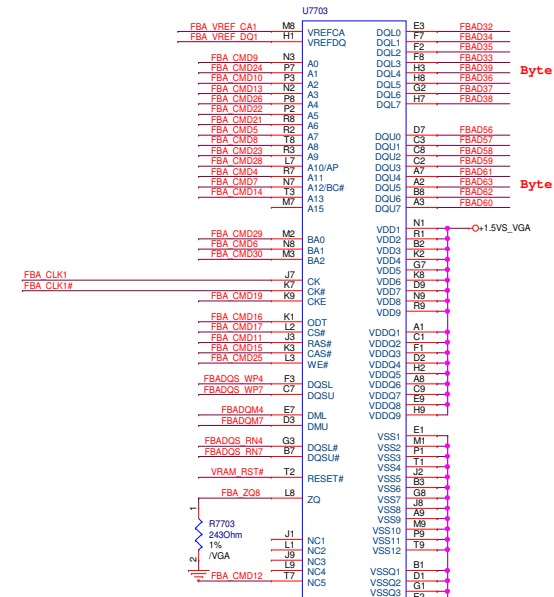 U7703
FBA_VREF_CA1 M8 VREFCA
FBA_VREF_DQ1 H1 VREFDQ
FBA_CMD9 N3 A0
FBA_CMD24 P7 A1
FBA_CMD10 P3 A2
FBA_CMD13 N2 A3
FBA_CMD26 P8 A4
FBA_CMD22 P2 A5
FBA_CMD21 R8 A6
FBA_CMD5 R2 A7
FBA_CMD8 T8 A8
FBA_CMD23 R3 A9
FBA_CMD28 L7 A10/AP
FBA_CMD4 R7 A11
FBA_CMD7 N7 A12/BC#
FBA_CMD14 T3 A13
M7 A15
FBA_CMD29 M2 BA0
FBA_CMD6 N8 BA1
FBA_CMD30 M3 BA2
FBA_CLK1 J7 CK
FBA_CLK1# K7 CK#
FBA_CMD19 K9 CKE
FBA_CMD16 K1 ODT
FBA_CMD17 L2 CS#
FBA_CMD11 J3 RAS#
FBA_CMD15 K3 CAS#
FBA_CMD25 L3 WE#
FBADQS_WP4 F3 DQSL
FBADQS_WP7 C7 DQSU
FBADQM4 E7 DML
FBADQM7 D3 DMU
FBADQS_RN4 G3 DQSL#
FBADQS_RN7 B7 DQSU#
VRAM_RST# T2 RESET#
FBA_ZQ8 L8 ZQ
1
R7703
243Ohm
1%
/VGA
2
J1 NC1
L1 NC2
J9 NC3
L9 NC4
FBA_CMD12 T7 NC5
DQL0 E3 FBAD32
DQL1 F7 FBAD34
DQL2 F2 FBAD35
DQL3 F8 FBAD33
DQL4 H3 FBAD39
DQL5 H8 FBAD36
DQL6 G2 FBAD37
DQL7 H7 FBAD38
Byte
DQU0 D7 FBAD56
DQU1 C3 FBAD57
DQU2 C8 FBAD58
DQU3 C2 FBAD59
DQU4 A7 FBAD61
DQU5 A2 FBAD63
DQU6 B8 FBAD62
DQU7 A3 FBAD60
Byte
VDD1 N1 +1.5VS_VGA
VDD2 R1
VDD3 B2
VDD4 K2
VDD5 G7
VDD6 K8
VDD7 D9
VDD8 N9
VDD9 R9
VDDQ1 A1
VDDQ2 C1
VDDQ3 F1
VDDQ4 D2
VDDQ5 H2
VDDQ6 A8
VDDQ7 C9
VDDQ8 E9
VDDQ9 H9
VSS1 E1
VSS2 M1
VSS3 P1
VSS4 T1
VSS5 J2
VSS6 B3
VSS7 G8
VSS8 J8
VSS9 A9
VSS10 M9
VSS11 P9
VSS12 T9
VSSQ1 B1
VSSQ2 D1
VSSQ3 G1
E2